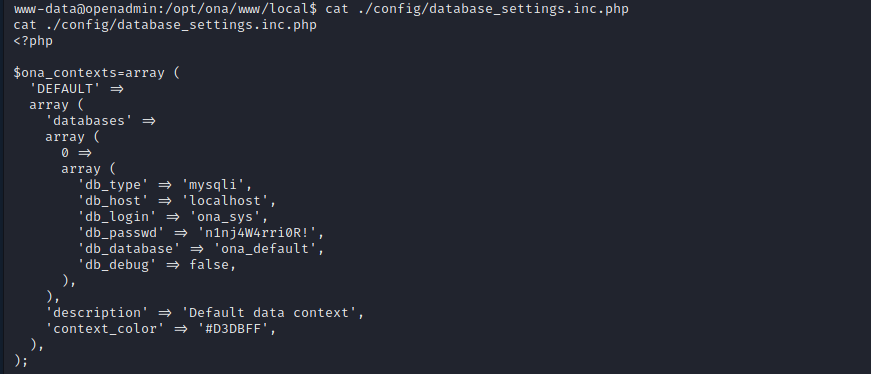 www-data@openadmin:/opt/ona/www/local$ cat ./config/database_settings.inc.php
cat ./config/database_settings.inc.php
<?php

$ona_contexts=array (
  'DEFAULT' =>
  array (
    'databases' =>
    array (
      0 =>
      array (
        'db_type' => 'mysqli',
        'db_host' => 'localhost',
        'db_login' => 'ona_sys',
        'db_passwd' => 'n1nj4W4rri0R!',
        'db_database' => 'ona_default',
        'db_debug' => false,
      ),
    ),
    'description' => 'Default data context',
    'context_color' => '#D3DBFF',
  ),
);